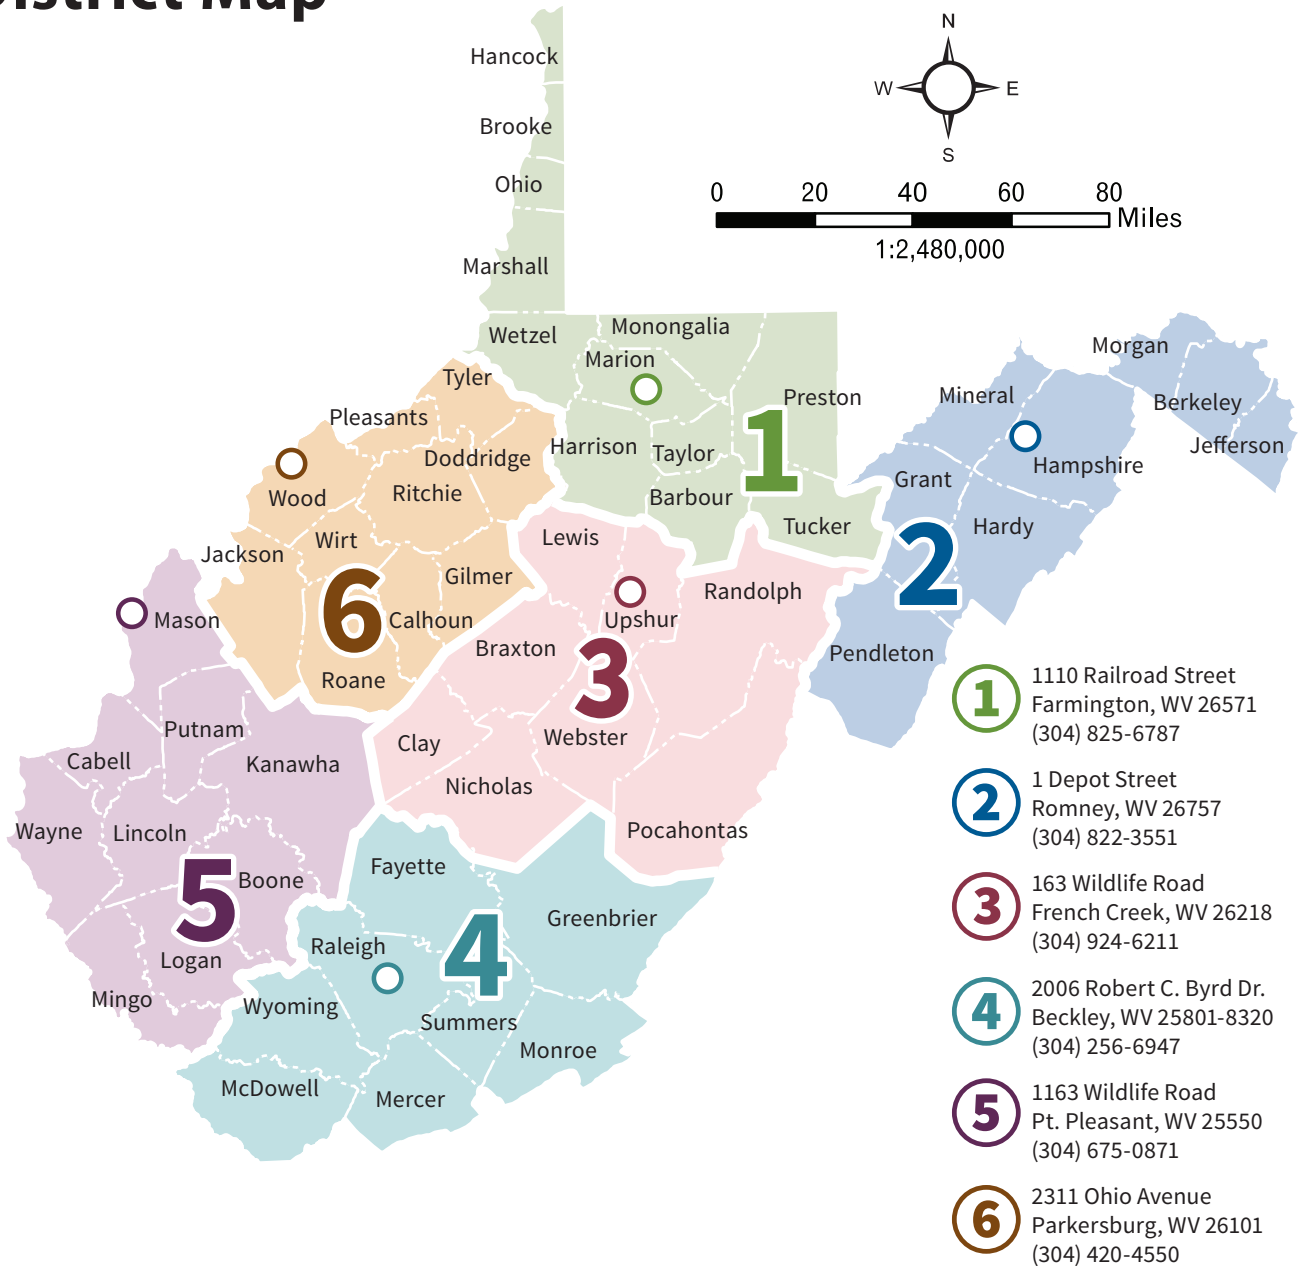 District Map
N
W
E
S
0 20 40 60 80
Miles
1:2,480,000
Hancock
Brooke
Ohio
Marshall
Wetzel
Monongalia
Marion
Preston
Harrison
Taylor
Barbour
Tucker
1
Morgan
Mineral
Berkeley
Jefferson
Hampshire
Grant
Hardy
2
Pendleton
Tyler
Pleasants
Doddridge
Ritchie
Wood
Wirt
Jackson
Gilmer
6
Calhoun
Roane
Lewis
Randolph
Upshur
Braxton
3
Webster
Clay
Nicholas
Pocahontas
Mason
Putnam
Cabell
Kanawha
Wayne
Lincoln
5
Boone
Logan
Mingo
Fayette
Greenbrier
Raleigh
4
Wyoming
Summers
Monroe
McDowell
Mercer
1
1110 Railroad Street
Farmington, WV 26571
(304) 825-6787
2
1 Depot Street
Romney, WV 26757
(304) 822-3551
3
163 Wildlife Road
French Creek, WV 26218
(304) 924-6211
4
2006 Robert C. Byrd Dr.
Beckley, WV 25801-8320
(304) 256-6947
5
1163 Wildlife Road
Pt. Pleasant, WV 25550
(304) 675-0871
6
2311 Ohio Avenue
Parkersburg, WV 26101
(304) 420-4550